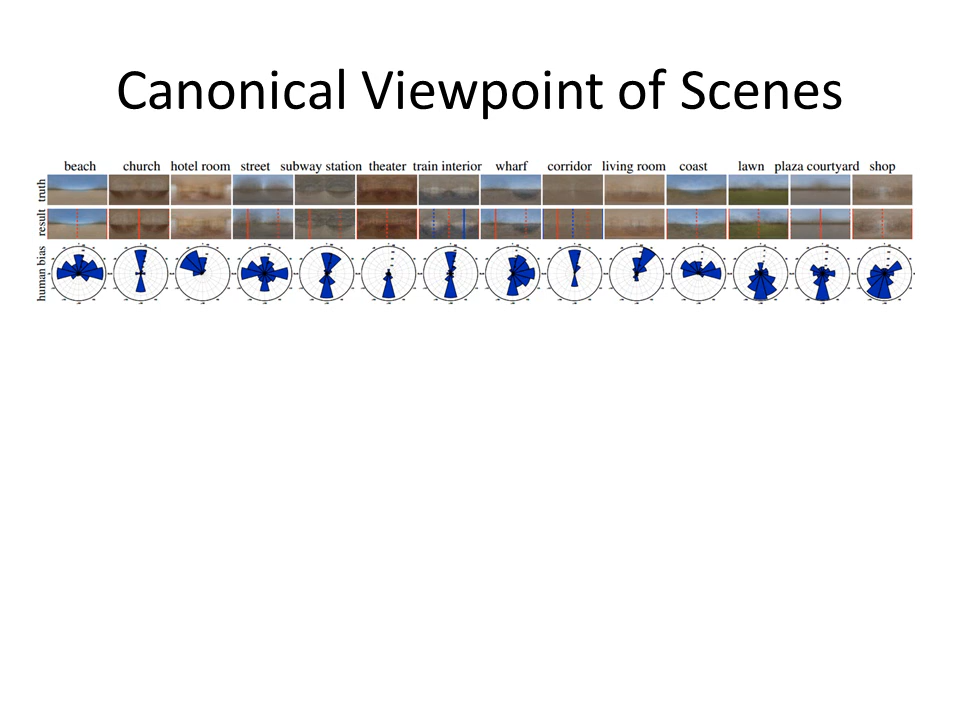 Canonical Viewpoint of Scenes
beach church hotel room street subway station theater train interior wharf corridor living room coast lawn plaza courtyard shop
truth
result
human bias